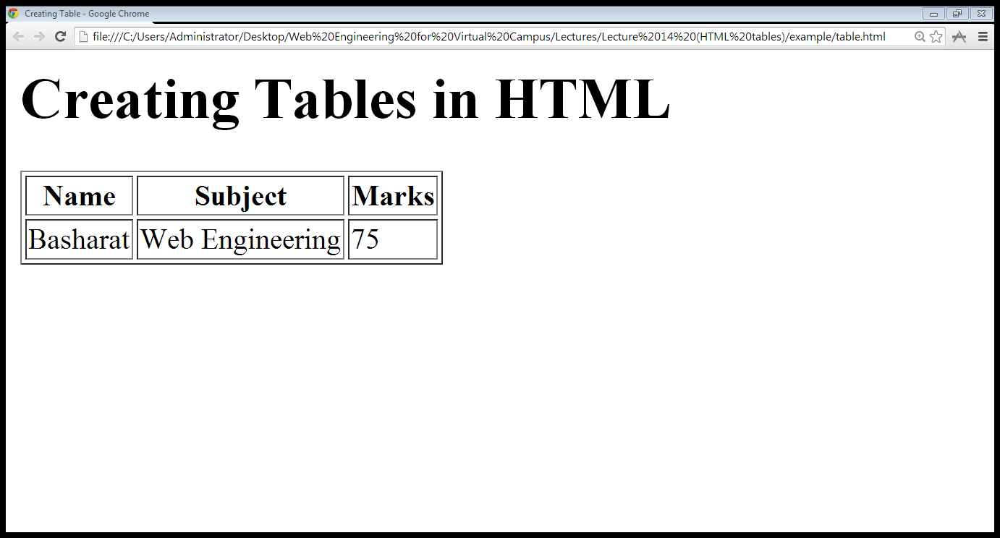 Creating Table - Google Chrome
file:///C:/Users/Administrator/Desktop/Web%20Engineering%20for%20Virtual%20Campus/Lectures/Lecture%2014%20(HTML%20tables)/example/table.html
Creating Tables in HTML
Name Subject Marks
Basharat Web Engineering 75